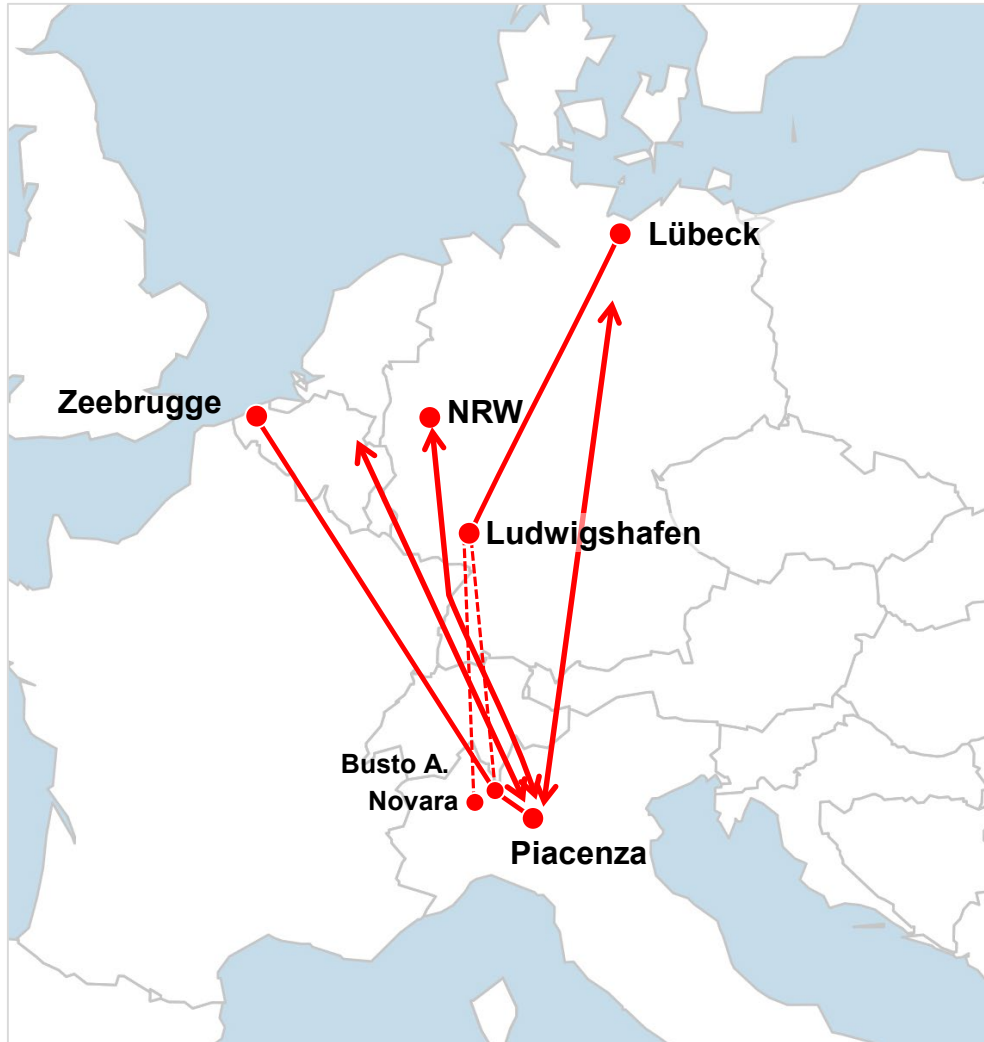 Lübeck
Zeebrugge
NRW
Ludwigshafen
Busto A.
Novara
Piacenza